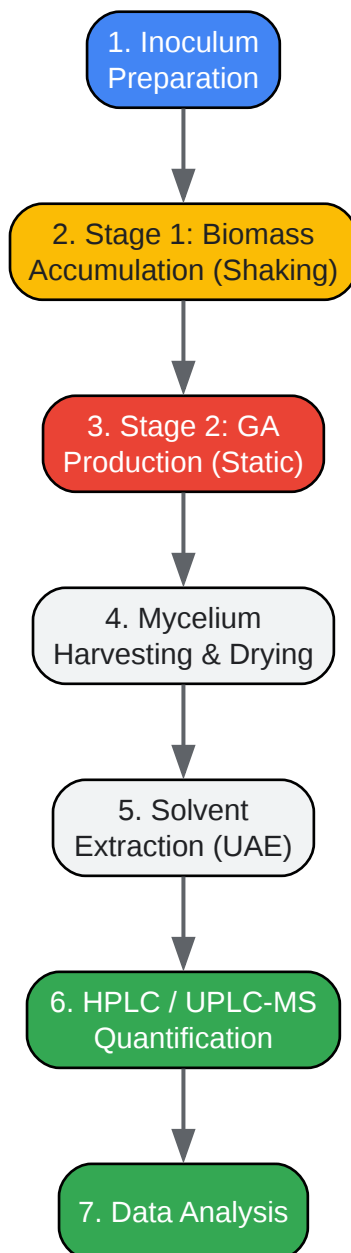 1. Inoculum
Preparation
2. Stage 1: Biomass
Accumulation (Shaking)
3. Stage 2: GA
Production (Static)
4. Mycelium
Harvesting & Drying
5. Solvent
Extraction (UAE)
6. HPLC / UPLC-MS
Quantification
7. Data Analysis